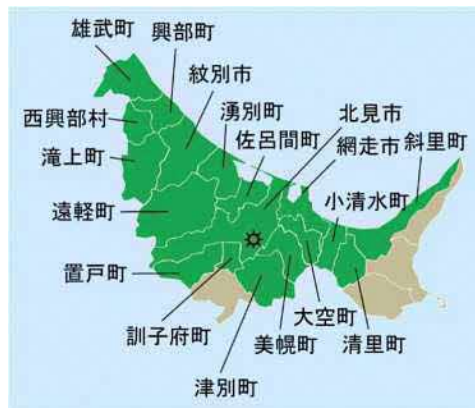 雄武町
興部町
紋別市
湧別町
佐呂間町
北見市
網走市
斜里町
西興部村
滝上町
遠軽町
置戸町
訓子府町
津別町
美幌町
大空町
小清水町
清里町